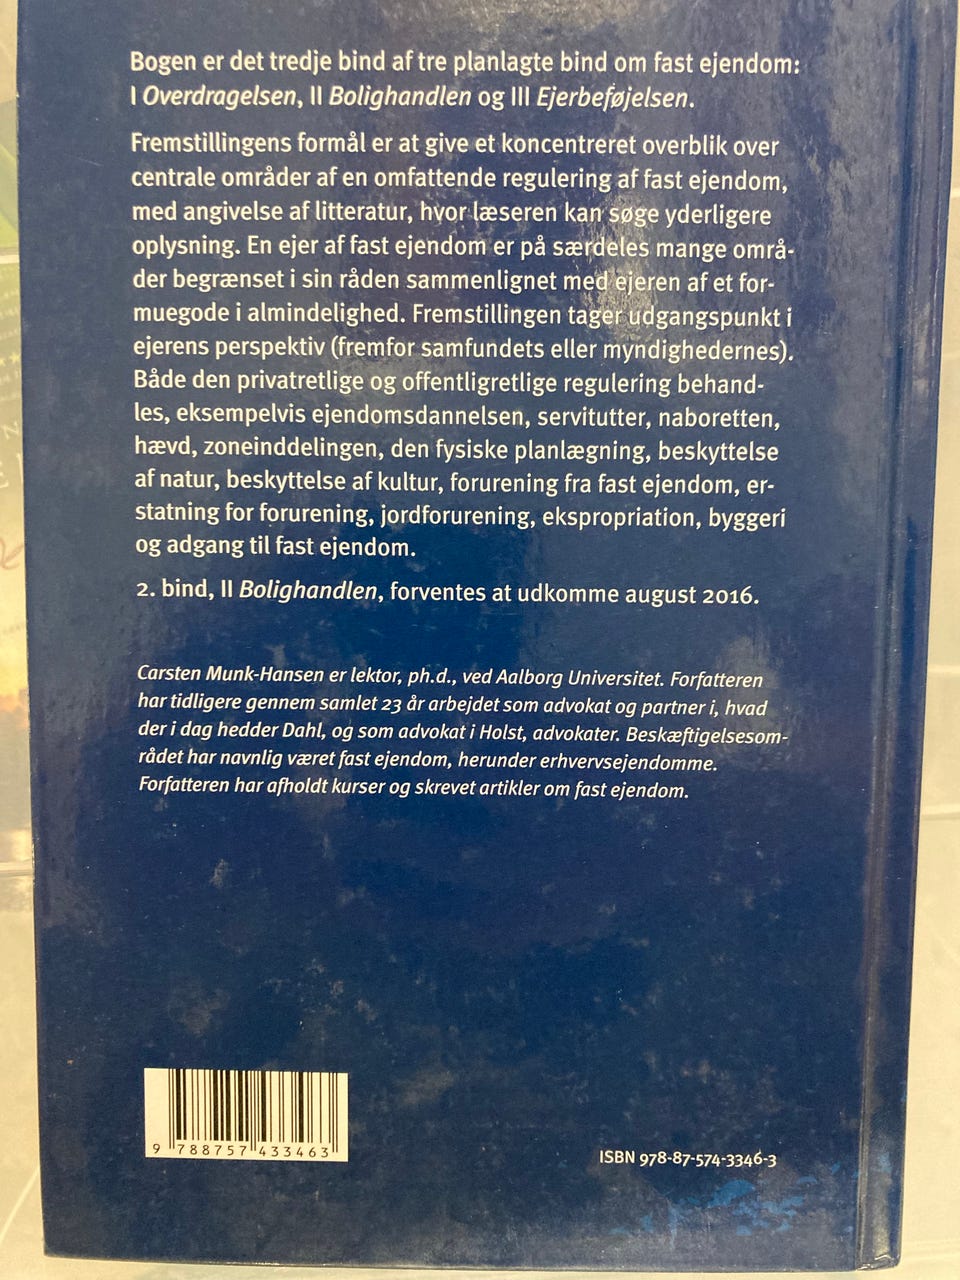 Bogen er det tredje bind af tre planlagte bind om fast ejendom:
I Overdragelsen, II Bolighandlen og III Ejerbeføjelsen.
Fremstillingens formål er at give et koncentreret overblik over
centrale områder af en omfattende regulering af fast ejendom,
med angivelse af litteratur, hvor læseren kan søge yderligere
oplysning. En ejer af fast ejendom er på særdeles mange områ-
der begrænset i sin råden sammenlignet med ejeren af et for-
muegode i almindelighed. Fremstillingen tager udgangspunkt i
ejerens perspektiv (fremfor samfundets eller myndighedernes).
Både den privatretlige og offentligretlige regulering behand-
les, eksempelvis ejendomsdannelsen, servitutter, naboretten,
hævd, zoneinddelingen, den fysiske planlægning, beskyttelse
af natur, beskyttelse af kultur, forurening fra fast ejendom, er-
statning for forurening, jordforurening, ekspropriation, byggeri
og adgang til fast ejendom.
2. bind, II Bolighandlen, forventes at udkomme august 2016.
Carsten Munk-Hansen er lektor, ph.d., ved Aalborg Universitet. Forfatteren
har tidligere gennem samlet 23 år arbejdet som advokat og partner i, hvad
der i dag hedder Dahl, og som advokat i Holst, advokater. Beskæftigelsesom-
rådet har navnlig været fast ejendom, herunder erhvervsejendomme.
Forfatteren har afholdt kurser og skrevet artikler om fast ejendom.
9 788757 433463
ISBN 978-87-574-3346-3